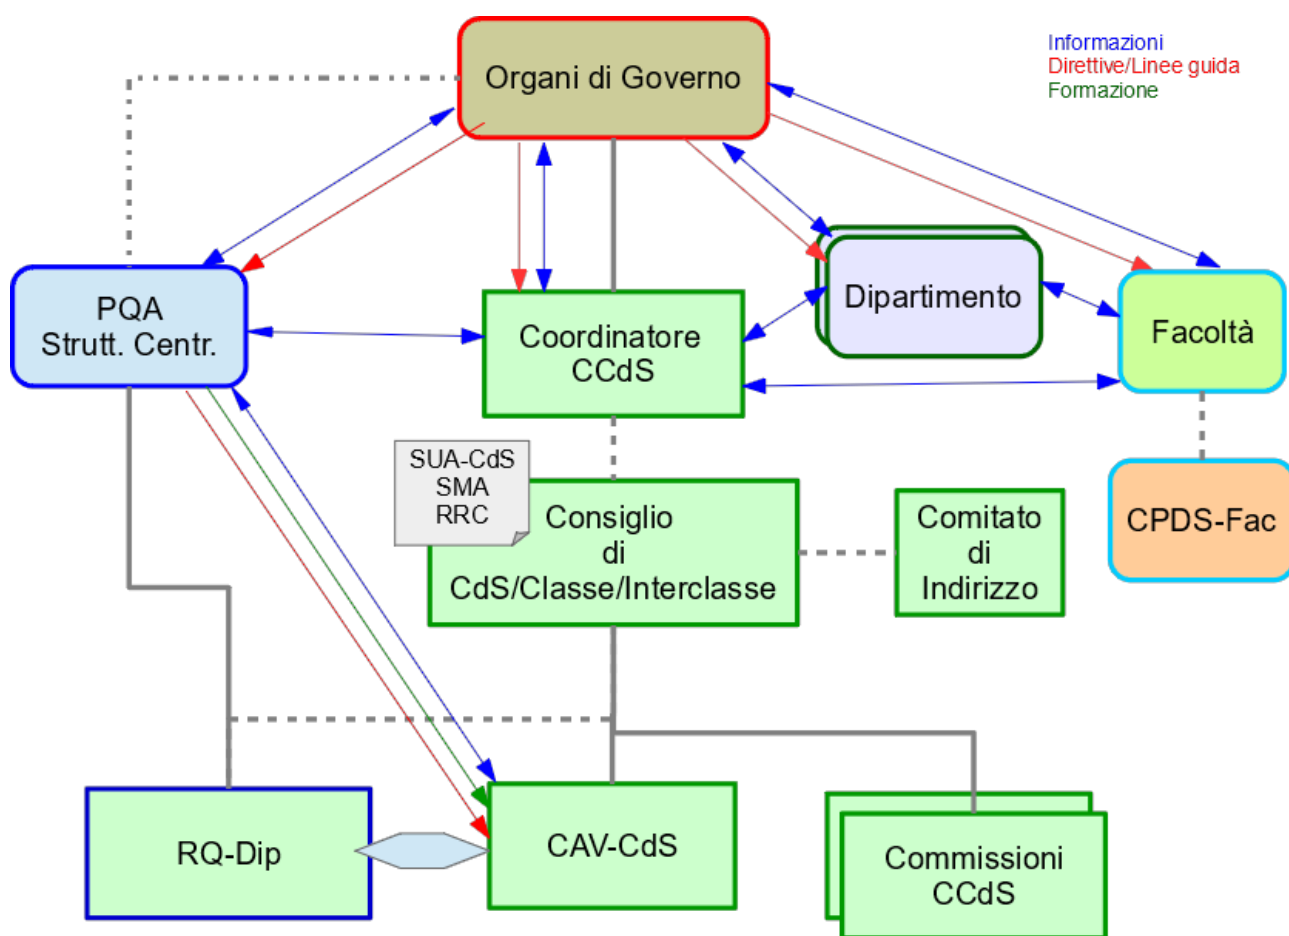 Organi di Governo
Informazioni
Direttive/Linee guida
Formazione
PQA
Strutt. Centr.
Coordinatore
CCdS
Dipartimento
Facoltà
SUA-CdS
SMA
RRC
Consiglio
di
CdS/Classe/Interclasse
Comitato
di
Indirizzo
CPDS-Fac
RQ-Dip
CAV-CdS
Commissioni
CCdS